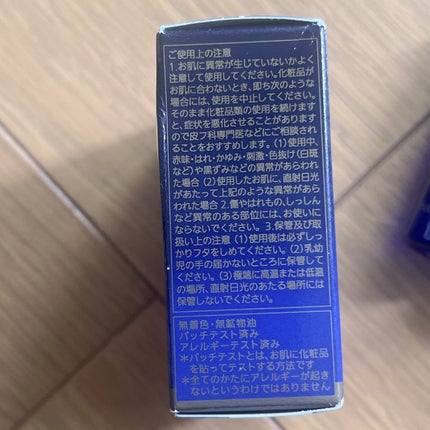 ご使用上の注意
1.お肌に異常が生じていないかよく
注意して使用してください。化粧品が
お肌に合わないとき、即ち次のような
場合には、使用を中止してください。
そのまま化粧品類の使用を続けます
と、症状を悪化させることがあります
ので皮フ科専門医などにご相談され
ることをおすすめします。(1)使用中、
赤味・はれ・かゆみ・刺激・色抜け(白斑
など)や黒ずみなどの異常があらわれ
た場合(2)使用したお肌に、直射日光
があたって上記のような異常があら
われた場合 2.傷やはれもの、しっしん
など異常のある部位には、お使いに
ならないでください。3.保管及び取
扱い上の注意(1)使用後は必ずしっ
かりフタをしめてください。(2)乳幼
児の手の届かないところに保管して
ください。(3)極端に高温または低温
の場所、直射日光のあたる場所には
保管しないでください。
無着色・無鉱物油
パッチテスト済み
アレルギーテスト済み
＊パッチテストとは、お肌に化粧品
を貼ってテストする方法です
＊全てのかたにアレルギーが起き
ないというわけではありません